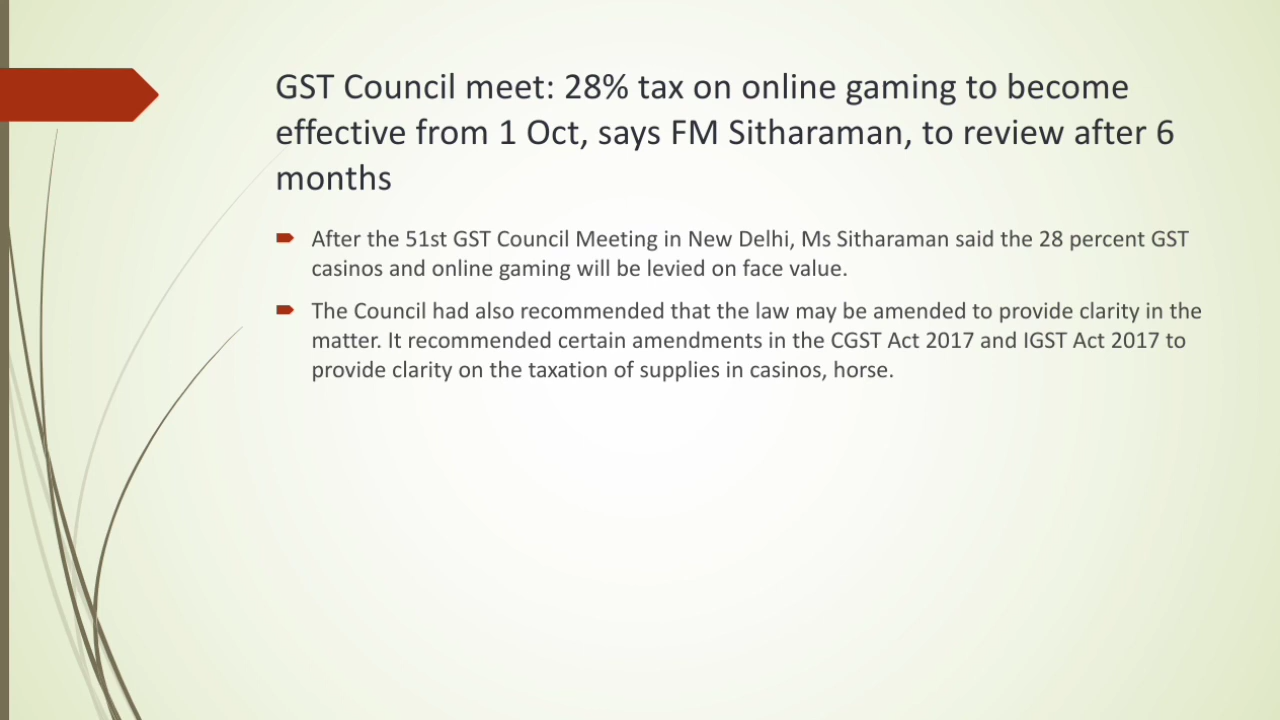 GST Council meet: 28% tax on online gaming to become
effective from 1 Oct, says FM Sitharaman, to review after 6
months
After the 51st GST Council Meeting in New Delhi, Ms Sitharaman said the 28 percent GST
casinos and online gaming will be levied on face value.
The Council had also recommended that the law may be amended to provide clarity in the
matter. It recommended certain amendments in the CGST Act 2017 and IGST Act 2017 to
provide clarity on the taxation of supplies in casinos, horse.